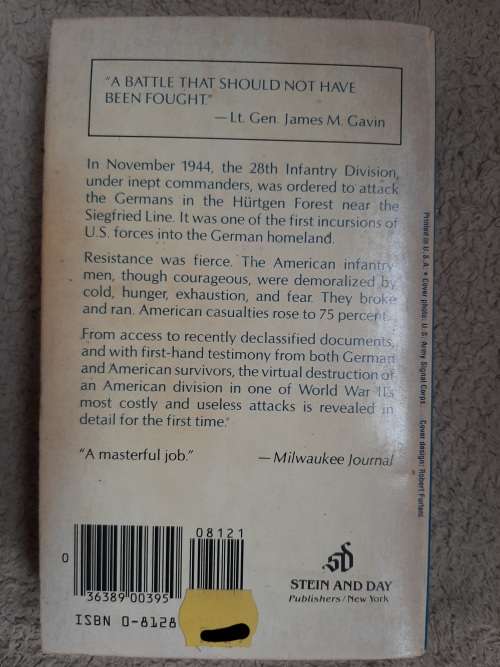 "A BATTLE THAT SHOULD NOT HAVE
BEEN FOUGHT."
—Lt. Gen. James M. Gavin
In November 1944, the 28th Infantry Division,
under inept commanders, was ordered to attack
the Germans in the Hürtgen Forest near the
Siegfried Line. It was one of the first incursions of
U.S. forces into the German homeland.
Resistance was fierce. The American infantry-
men, though courageous, were demoralized by
cold, hunger, exhaustion, and fear. They broke
and ran. American casualties rose to 75 percent.
From access to recently declassified documents,
and with first-hand testimony from both German
and American survivors, the virtual destruction of
an American division in one of World War II's
most costly and useless attacks is revealed in
detail for the first time."
"A masterful job." —Milwaukee Journal
Printed in U.S.A. • Cover photo: U.S. Army Signal Corps Cover design: Robert Furlani
08121
0
36389 00395
ISBN 0-8128
sd
STEIN AND DAY
Publishers/New York